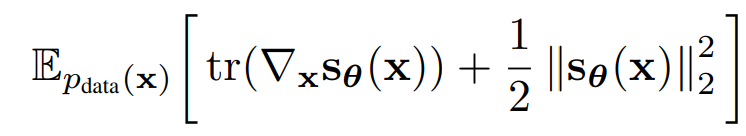 𝔼_{p_data(𝐱)} [ tr(∇_𝐱 𝐬_𝛉(𝐱)) + 1/2 ‖𝐬_𝛉(𝐱)‖_2^2 ]